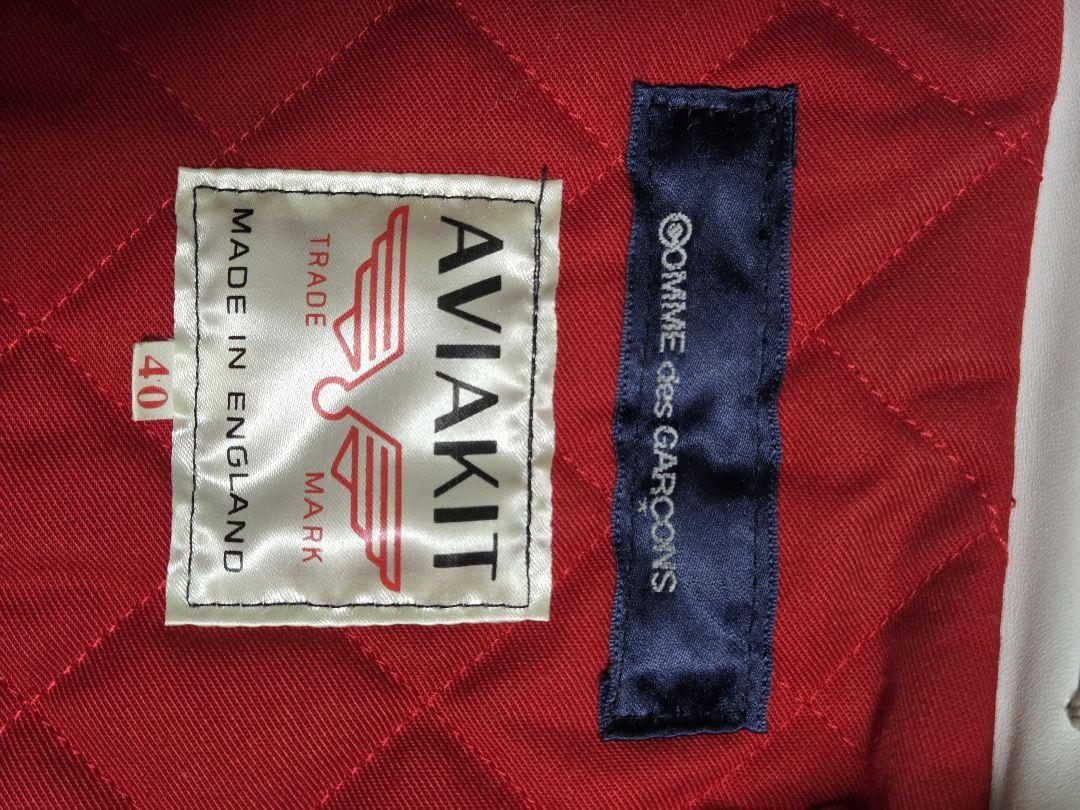 ©COMME des GARÇONS
AVIAKIT
TRADE MARK
MADE IN ENGLAND
40